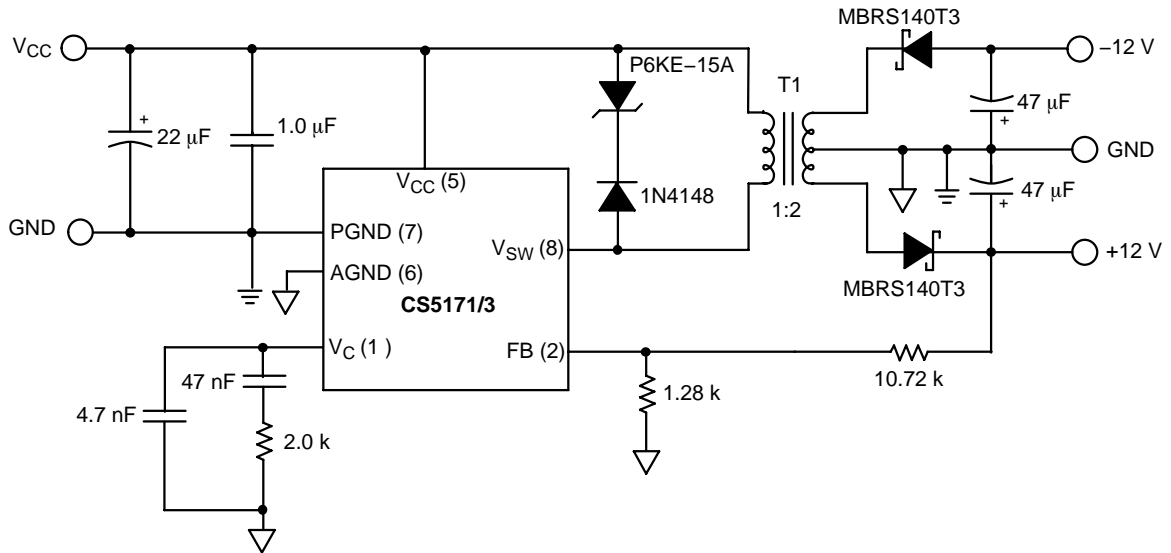 MBRS140T3
VCC
−12 V
P6KE−15A
T1
+
22 μF
1.0 μF
47 μF
+
GND
VCC (5)
1N4148
1:2
47 μF
+
GND
PGND (7)
VSW (8)
+12 V
AGND (6)
MBRS140T3
CS5171/3
VC (1 )
FB (2)
47 nF
10.72 k
4.7 nF
1.28 k
2.0 k